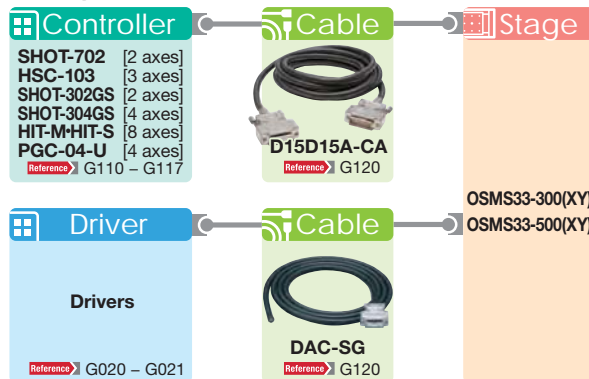 Controller
SHOT-702 [2 axes]
HSC-103 [3 axes]
SHOT-302GS [2 axes]
SHOT-304GS [4 axes]
HIT-M•HIT-S [8 axes]
PGC-04-U [4 axes]
Reference G110 – G117
Cable
D15D15A-CA
Reference G120
Stage
OSMS33-300(XY)
OSMS33-500(XY)
Driver
Drivers
Reference G020 – G021
Cable
DAC-SG
Reference G120